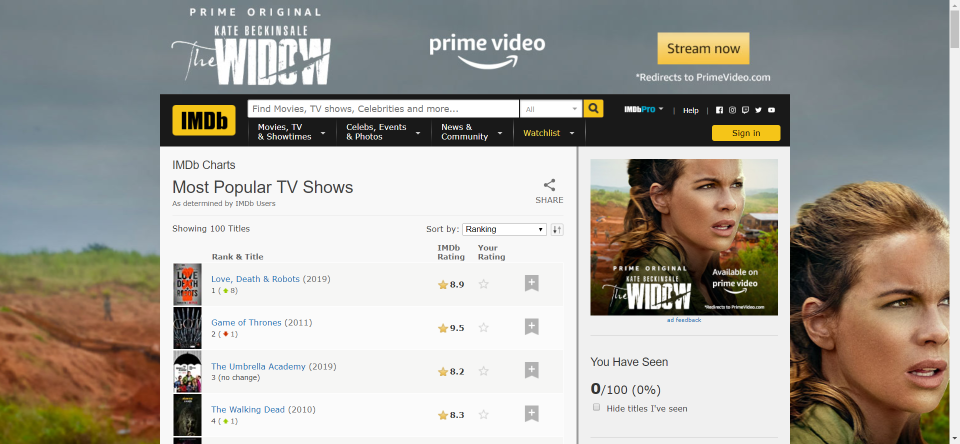 PRIME ORIGINAL
KATE BECKINSALE
The WIDOW
prime video
Stream now
*Redirects to PrimeVideo.com
IMDb
Find Movies, TV shows, Celebrities and more...
All
IMDbPro
Help
Movies, TV
& Showtimes
Celebs, Events
& Photos
News &
Community
Watchlist
Sign in
IMDb Charts
Most Popular TV Shows
As determined by IMDb Users
SHARE
Showing 100 Titles
Sort by: Ranking
Rank & Title
IMDb
Rating
Your
Rating
LOVE
DEATH
ROBOTS
Love, Death & Robots (2019)
1 ( 8)
8.9
Game of Thrones (2011)
2 ( 1)
9.5
The Umbrella Academy (2019)
3 (no change)
8.2
The Walking Dead (2010)
4 ( 1)
8.3
PRIME ORIGINAL
KATE BECKINSALE
The WIDOW
Available on
prime video
*Redirects to PrimeVideo.com
ad feedback
You Have Seen
0/100 (0%)
Hide titles I've seen